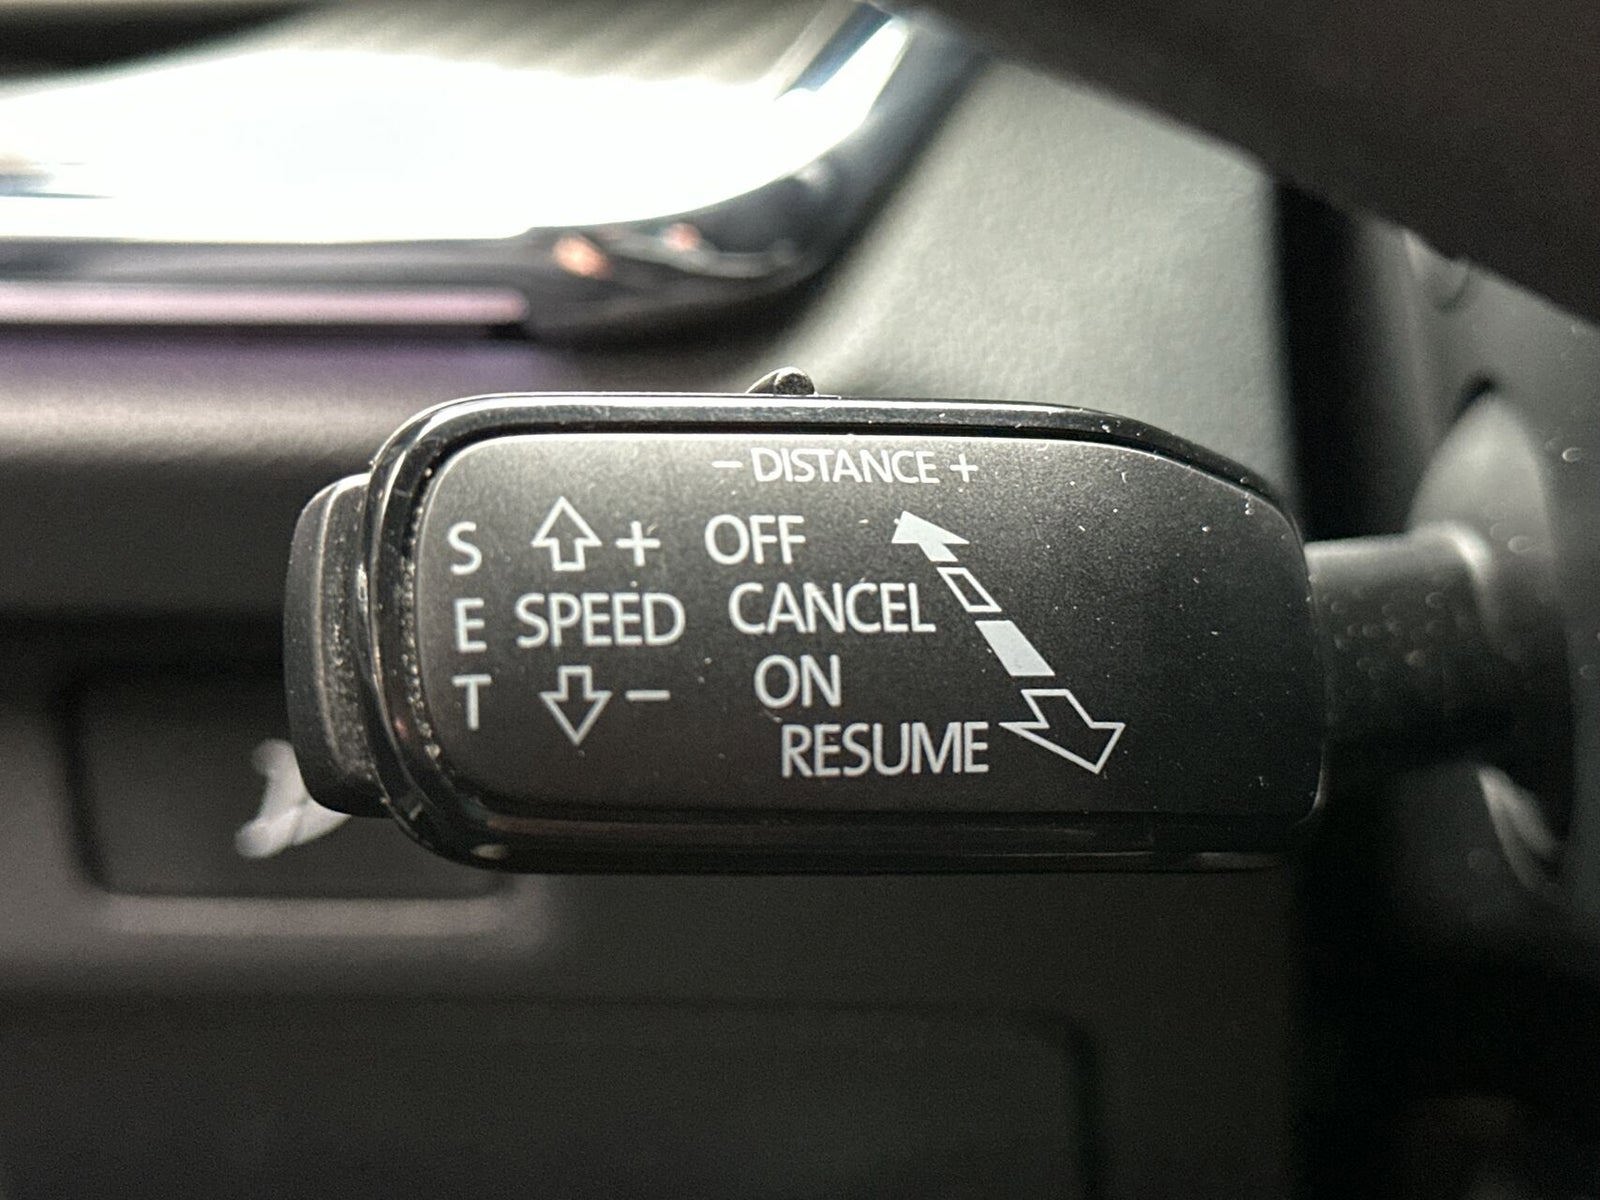 - DISTANCE +
S + OFF
E SPEED CANCEL
T - ON
RESUME